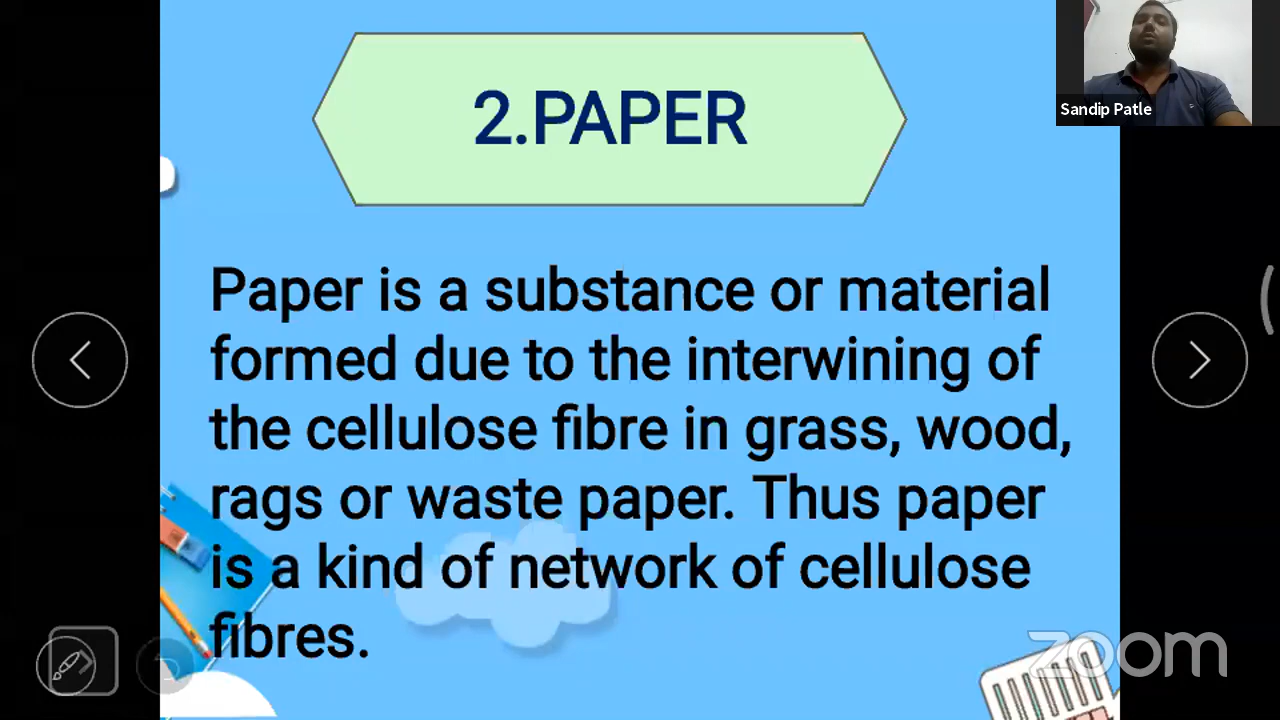 2.PAPER
Sandip Patle
Paper is a substance or material
formed due to the interwining of
the cellulose fibre in grass, wood,
rags or waste paper. Thus paper
is a kind of network of cellulose
fibres.
zoom